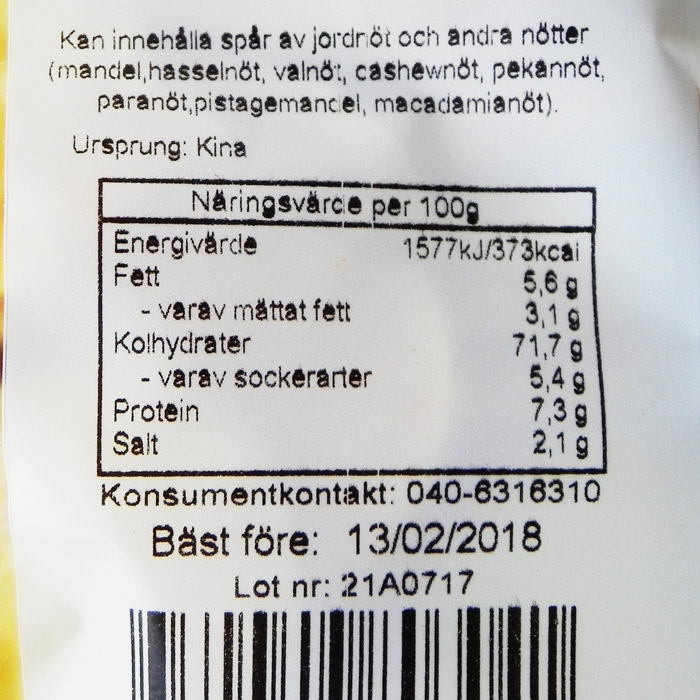 Kan innehålla spår av jordnöt och andra nötter
(mandel,hasselnöt, valnöt, cashewnöt, pekannöt,
paranöt,pistagemandel, macadamianöt).
Ursprung: Kina
Näringsvärde per 100g
Energivärde 1577kJ/373kcal
Fett 5,6 g
- varav mättat fett 3,1 g
Kolhydrater 71,7 g
- varav sockerarter 5,4 g
Protein 7,3 g
Salt 2,1 g
Konsumentkontakt: 040-6316310
Bäst före: 13/02/2018
Lot nr: 21A0717